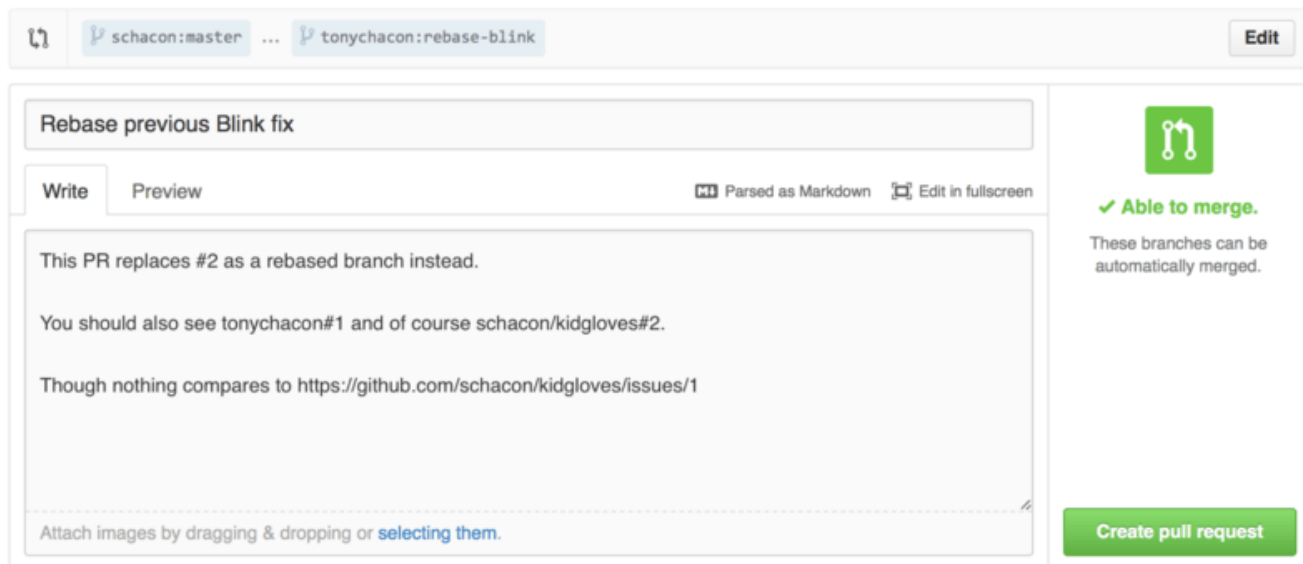 schacon:master ... tonychacon:rebase-blink Edit
Rebase previous Blink fix
Write Preview Parsed as Markdown Edit in fullscreen
✓ Able to merge.
These branches can be
automatically merged.
This PR replaces #2 as a rebased branch instead.
You should also see tonychacon#1 and of course schacon/kidgloves#2.
Though nothing compares to https://github.com/schacon/kidgloves/issues/1
Attach images by dragging & dropping or selecting them.
Create pull request